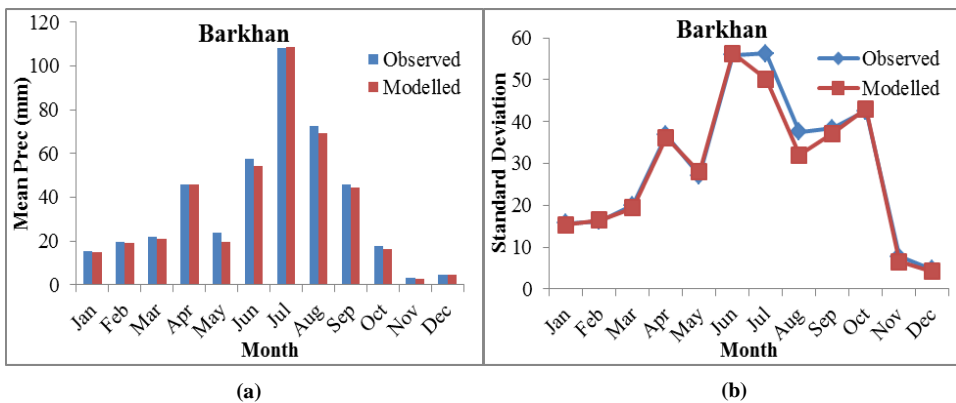 Barkhan
Mean Prec (mm)
120
100
80
60
40
20
0
Observed
Modelled
Jan Feb Mar Apr May Jun Jul Aug Sep Oct Nov Dec
Month
(a)
Barkhan
Standard Deviation
60
50
40
30
20
10
0
Observed
Modelled
Jan Feb Mar Apr May Jun Jul Aug Sep Oct Nov Dec
Month
(b)